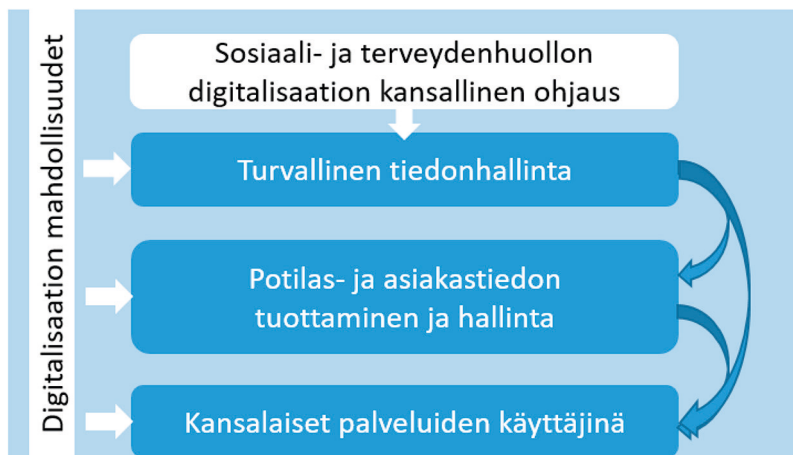 Digitalisaation mahdollisuudet
Sosiaali- ja terveydenhuollon
digitalisaation kansallinen ohjaus
Turvallinen tiedonhallinta
Potilas- ja asiakastiedon
tuottaminen ja hallinta
Kansalaiset palveluiden käyttäjinä